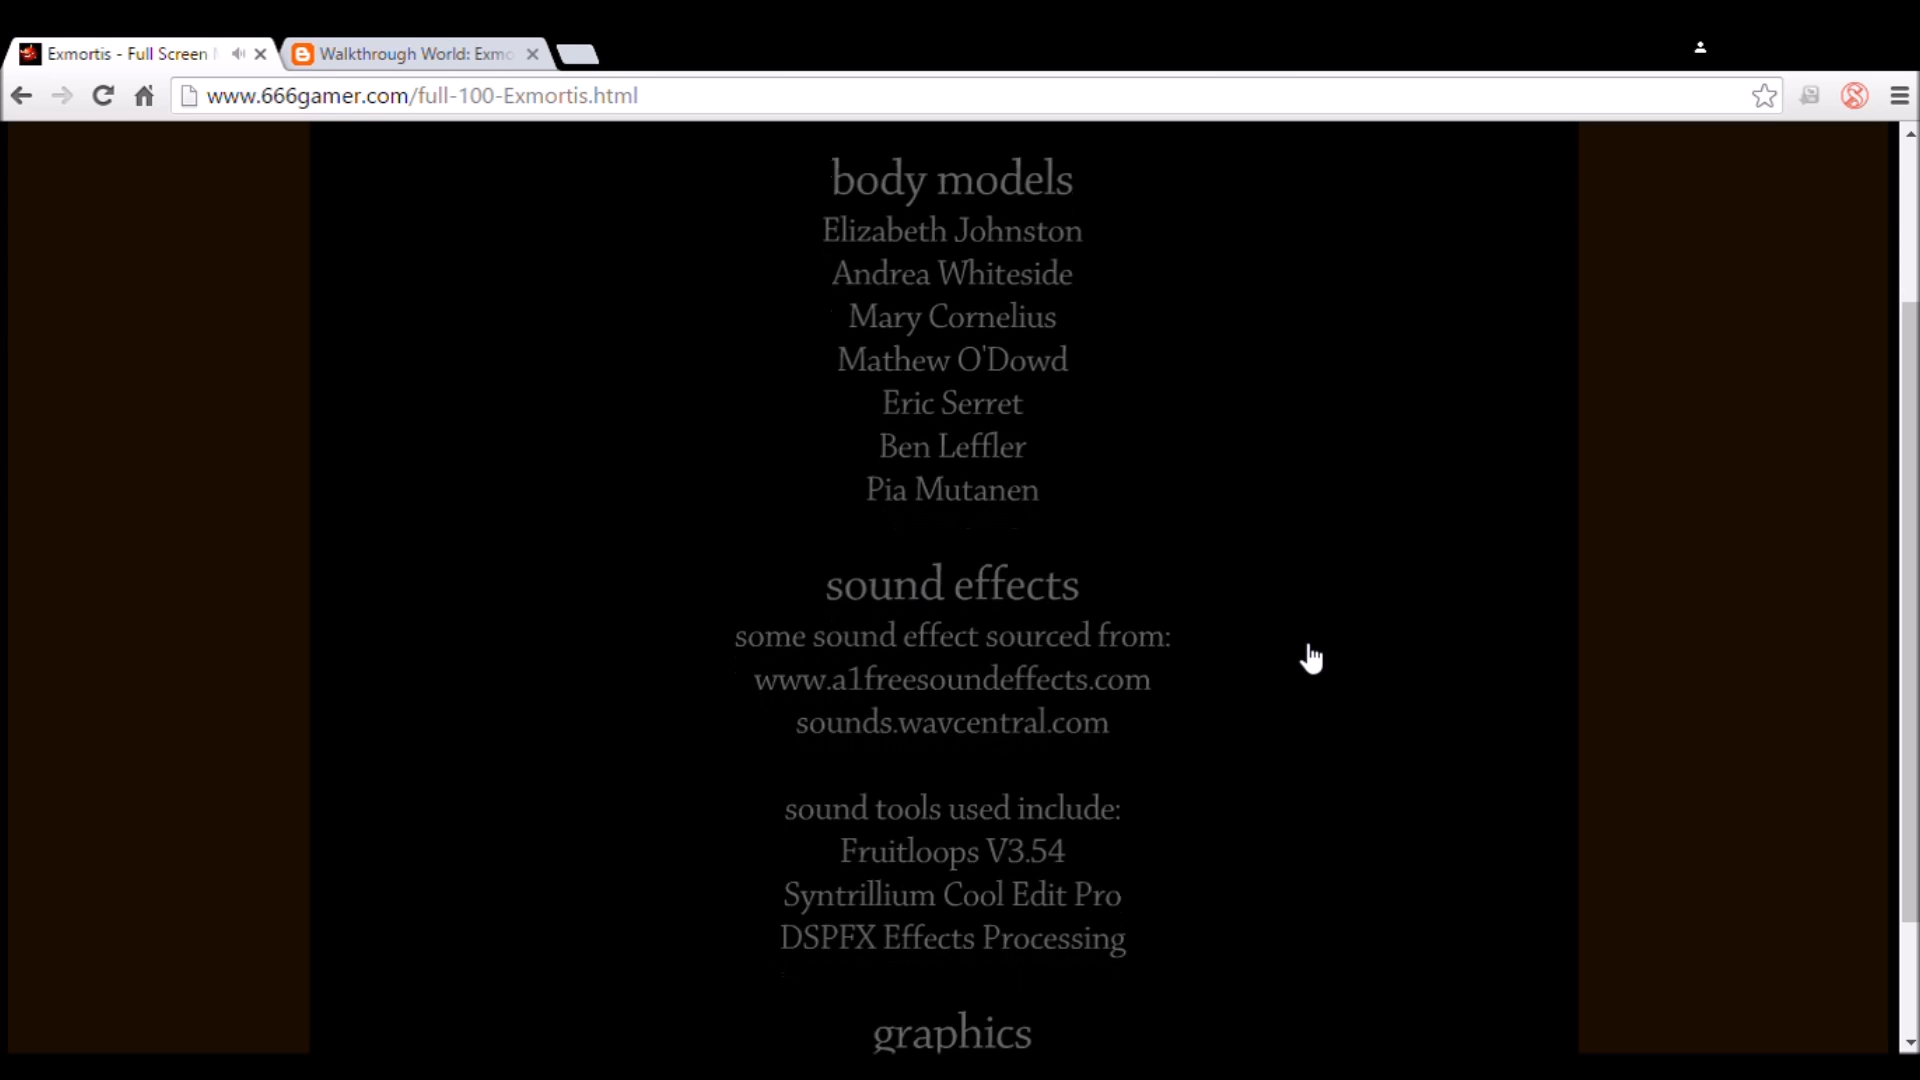 Exmortis - Full Screen
Walkthrough World: Exmo
www.666gamer.com/full-100-Exmortis.html
body models
Elizabeth Johnston
Andrea Whiteside
Mary Cornelius
Mathew O'Dowd
Eric Serret
Ben Leffler
Pia Mutanen
sound effects
some sound effect sourced from:
www.a1freesoundeffects.com
sounds.wavcentral.com
sound tools used include:
Fruitloops V3.54
Syntrillium Cool Edit Pro
DSPFX Effects Processing
graphics